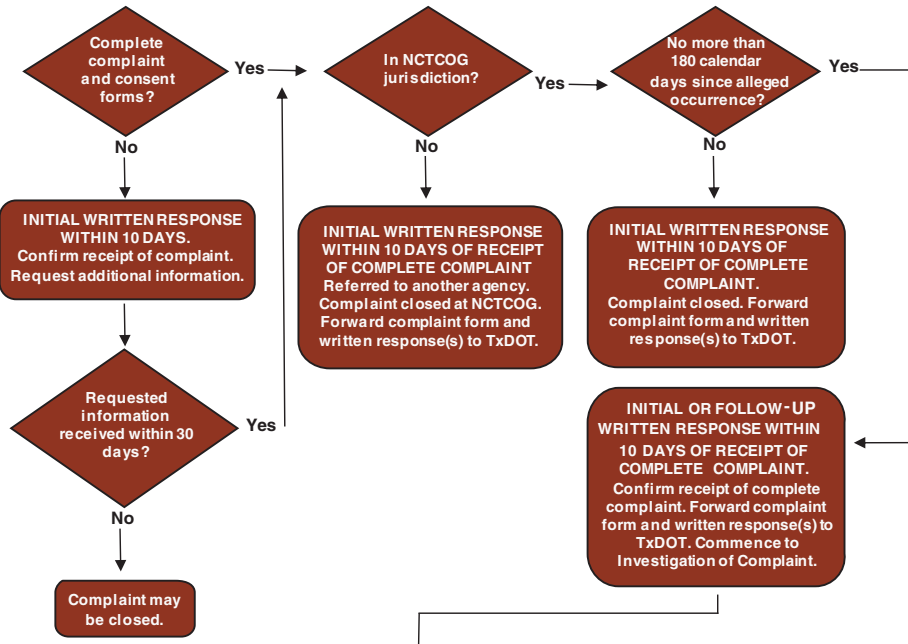 Complete
complaint
and consent
forms?
Yes
No
INITIAL WRITTEN RESPONSE
WITHIN 10 DAYS.
Confirm receipt of complaint.
Request additional information.
Requested
information
received within 30
days?
Yes
No
Complaint may
be closed.
In NCTCOG
jurisdiction?
Yes
No
INITIAL WRITTEN RESPONSE
WITHIN 10 DAYS OF RECEIPT
OF COMPLETE COMPLAINT
Referred to another agency.
Complaint closed at NCTCOG.
Forward complaint form and
written response(s) to TxDOT.
No more than
180 calendar
days since alleged
occurrence?
Yes
No
INITIAL WRITTEN RESPONSE
WITHIN 10 DAYS OF
RECEIPT OF COMPLETE
COMPLAINT.
Complaint closed. Forward
complaint form and written
response(s) to TxDOT.
INITIAL OR FOLLOW-UP
WRITTEN RESPONSE WITHIN
10 DAYS OF RECEIPT OF
COMPLETE COMPLAINT.
Confirm receipt of complete
complaint. Forward complaint
form and written response(s) to
TxDOT. Commence to
Investigation of Complaint.